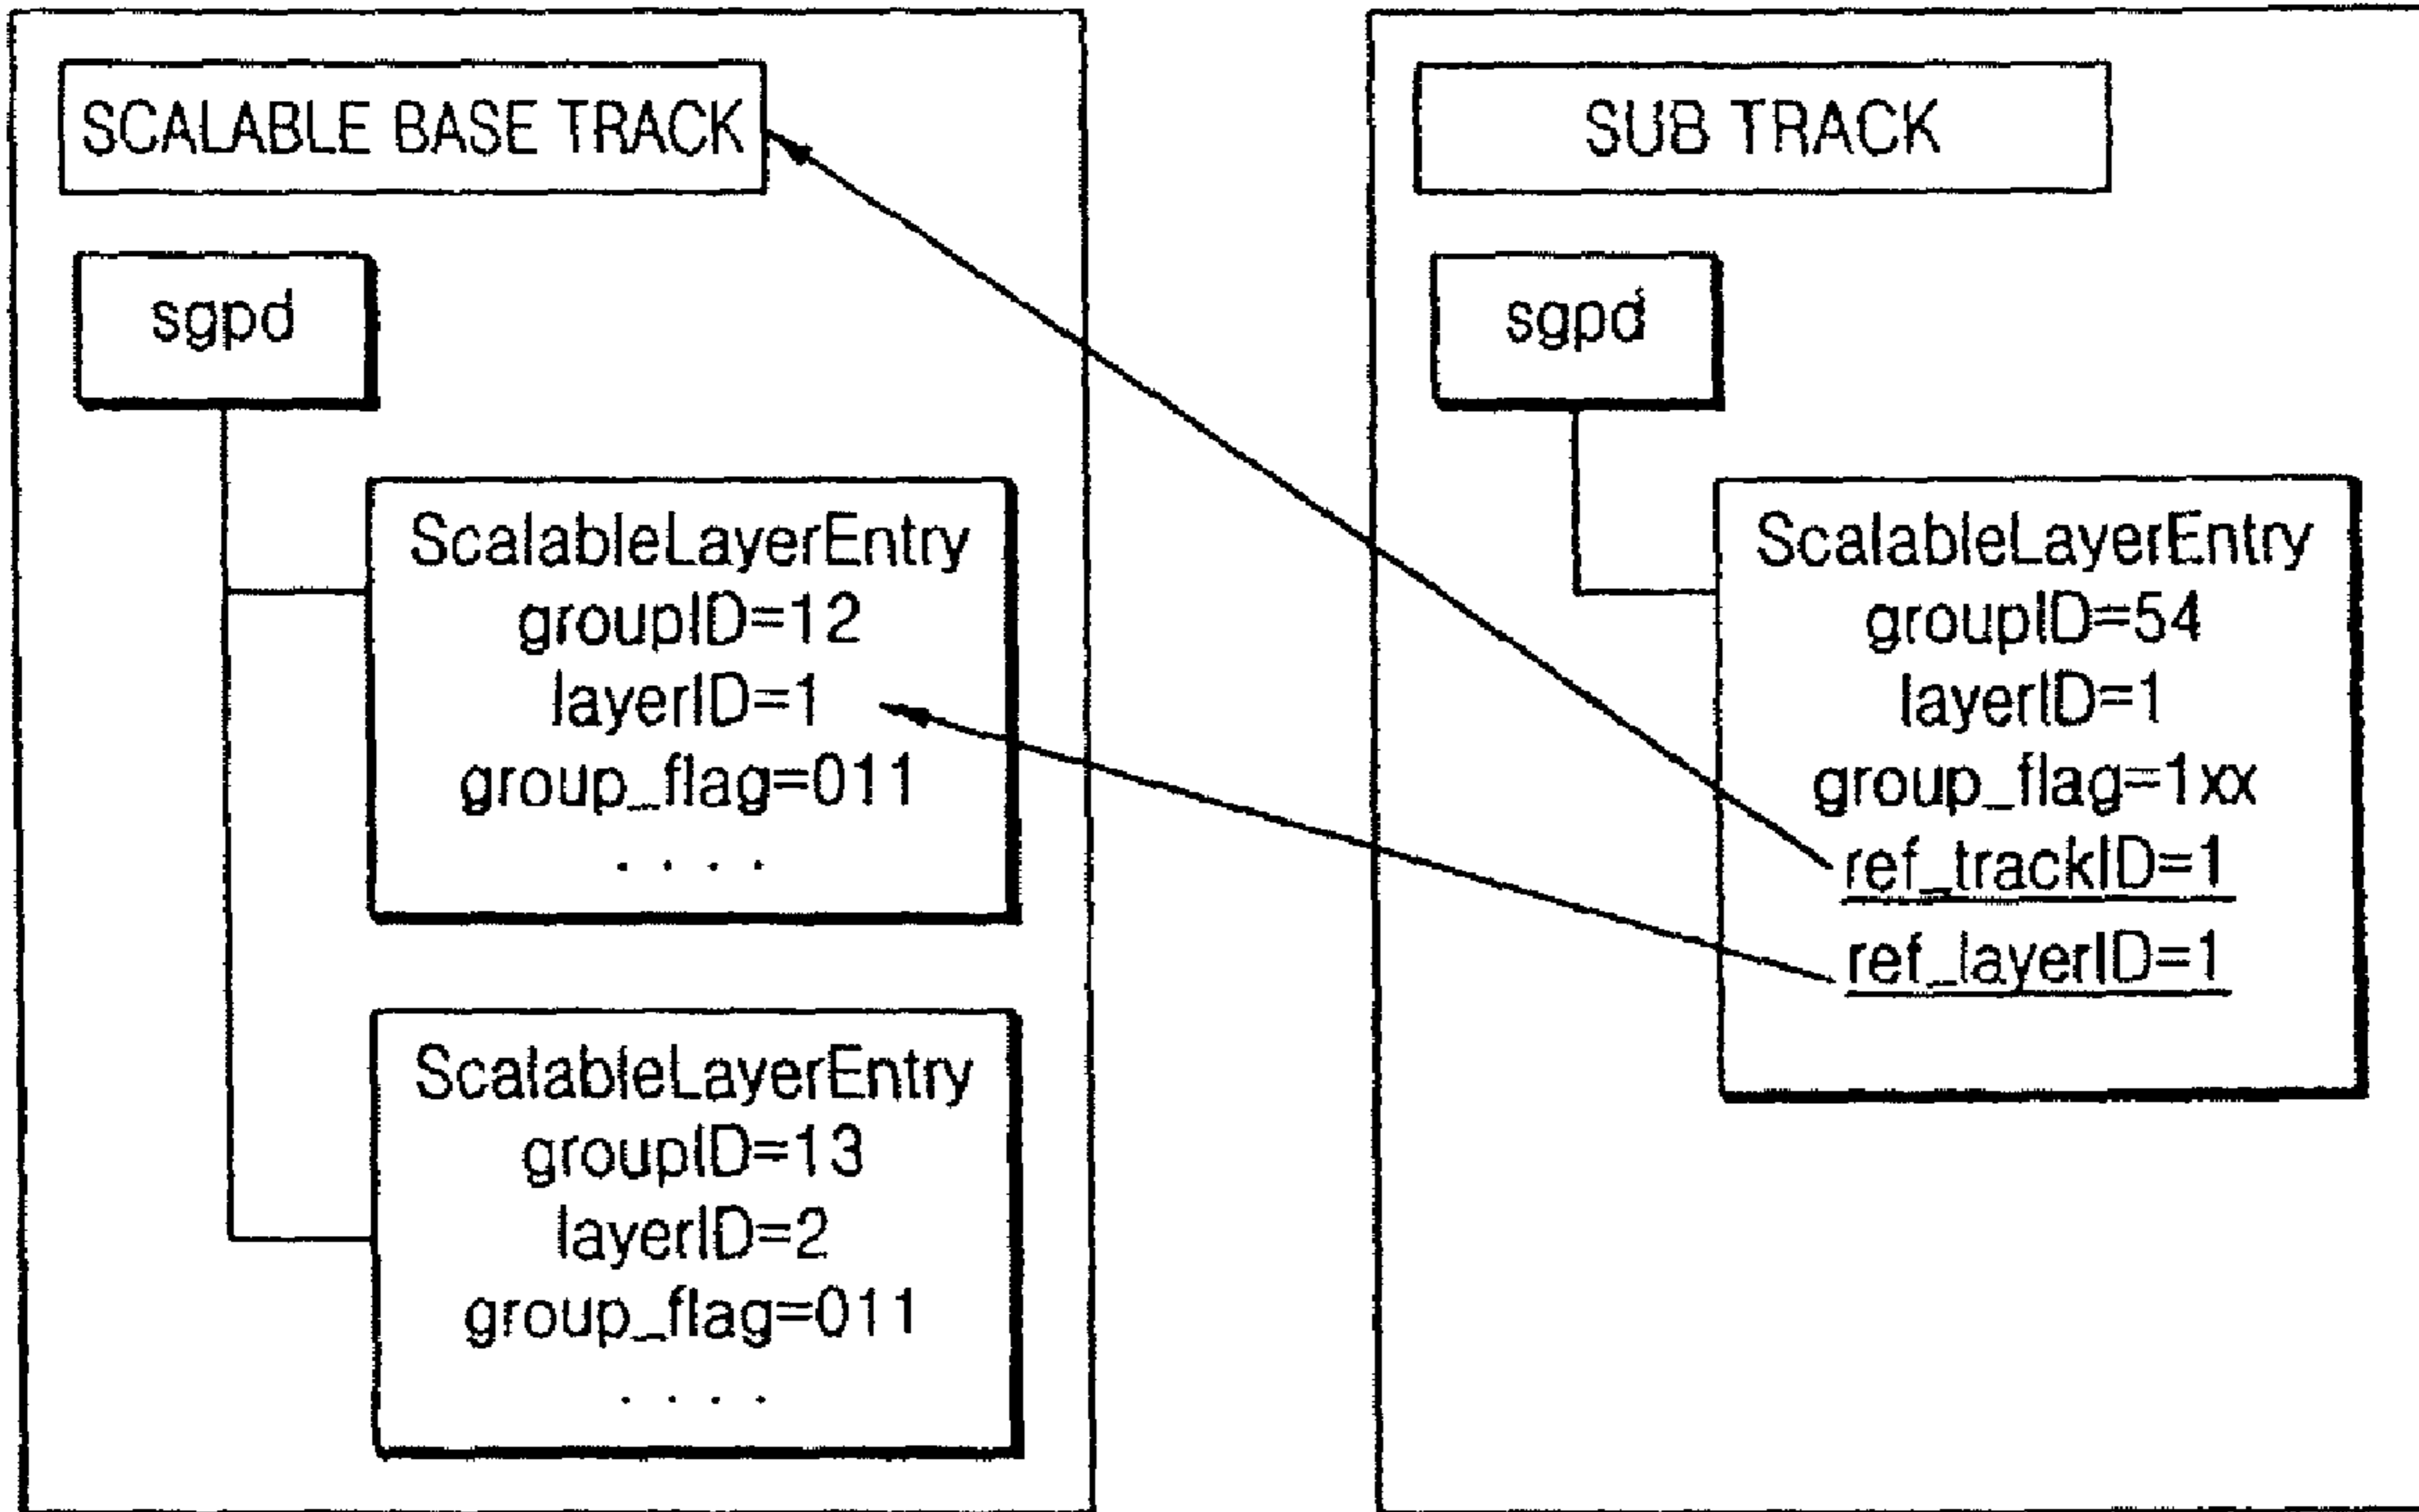 SCALABLE BASE TRACK
sgpd
ScalableLayerEntry
groupID=12
layerID=1
group_flag=011
. . . .
ScalableLayerEntry
groupID=13
layerID=2
group_flag=011
. . . .
SUB TRACK
sgpd
ScalableLayerEntry
groupID=54
layerID=1
group_flag=1xx
ref_trackID=1
ref_layerID=1